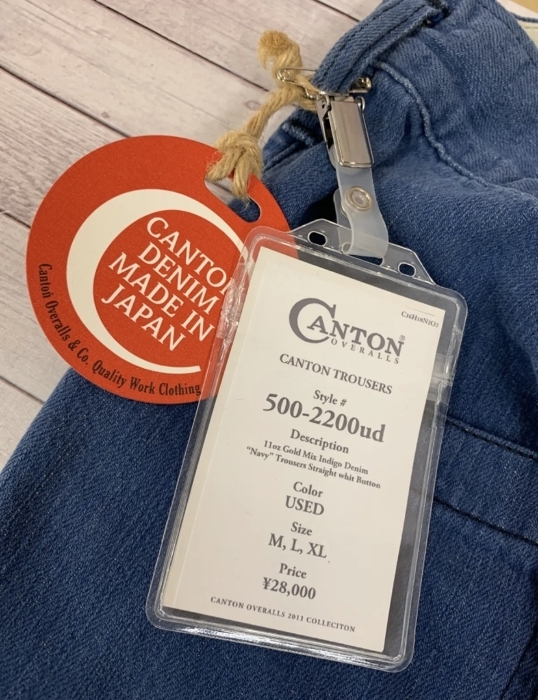 CANTON
DENIM
MADE IN
JAPAN
Canton Overalls & Co. Quality Work Clothing
C16H10N2O2
CANTON®
OVERALLS
CANTON TROUSERS
Style #
500-2200ud
Description
11oz Gold Mix Indigo Denim
“Navy” Trousers Straight whit Button
Color
USED
Size
M, L, XL
Price
¥28,000
CANTON OVERALLS 2011 COLLECITON